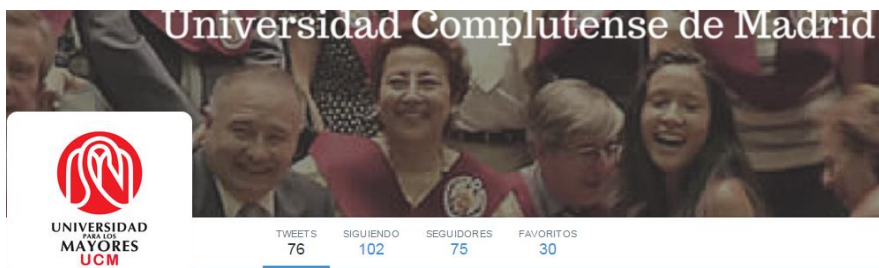 Universidad Complutense de Madrid
UNIVERSIDAD
PARA LOS
MAYORES
UCM
TWEETS SIGUIENDO SEGUIDORES FAVORITOS
76 102 75 30